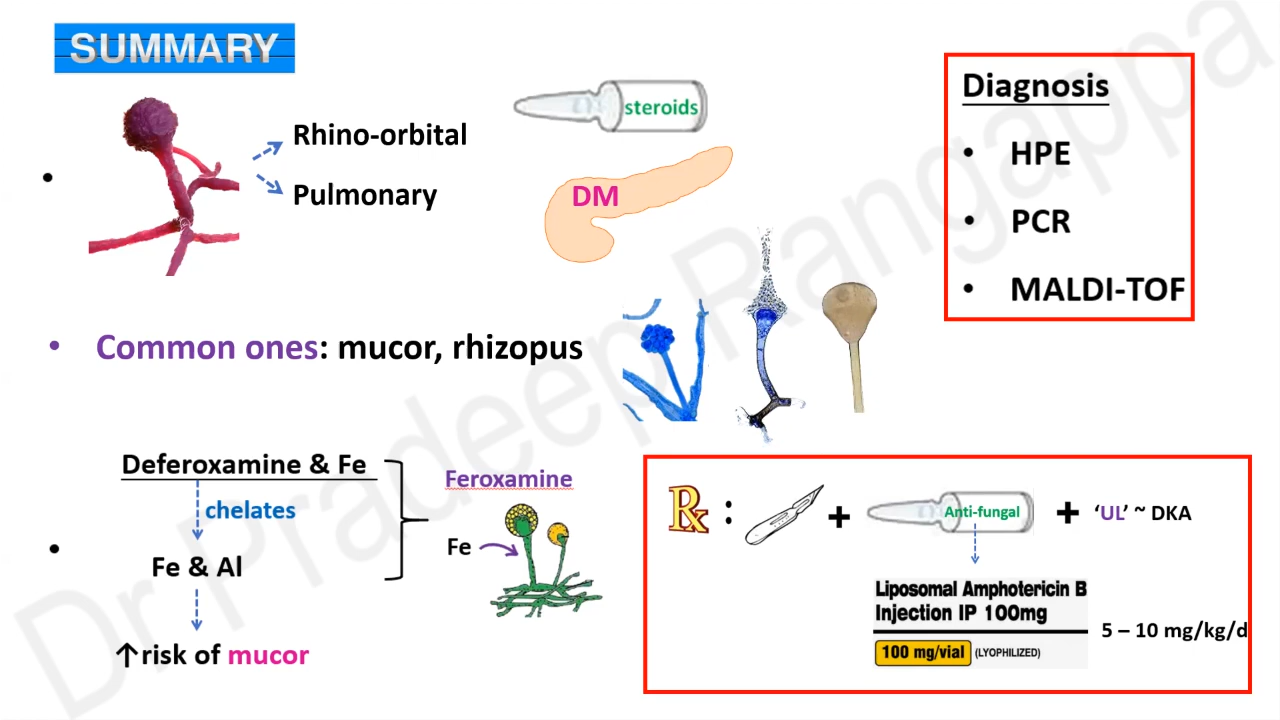 SUMMARY
Rhino-orbital
Pulmonary
steroids
DM
Diagnosis
• HPE
• PCR
• MALDI-TOF
• Common ones: mucor, rhizopus
Deferoxamine & Fe
chelates
Fe & Al
↑risk of mucor
Feroxamine
Fe
Rx :
+
Anti-fungal
+ ‘UL’ ~ DKA
Liposomal Amphotericin B
Injection IP 100mg
100 mg/vial (LYOPHILIZED)
5 – 10 mg/kg/d
Dr Pradeep Rangappa